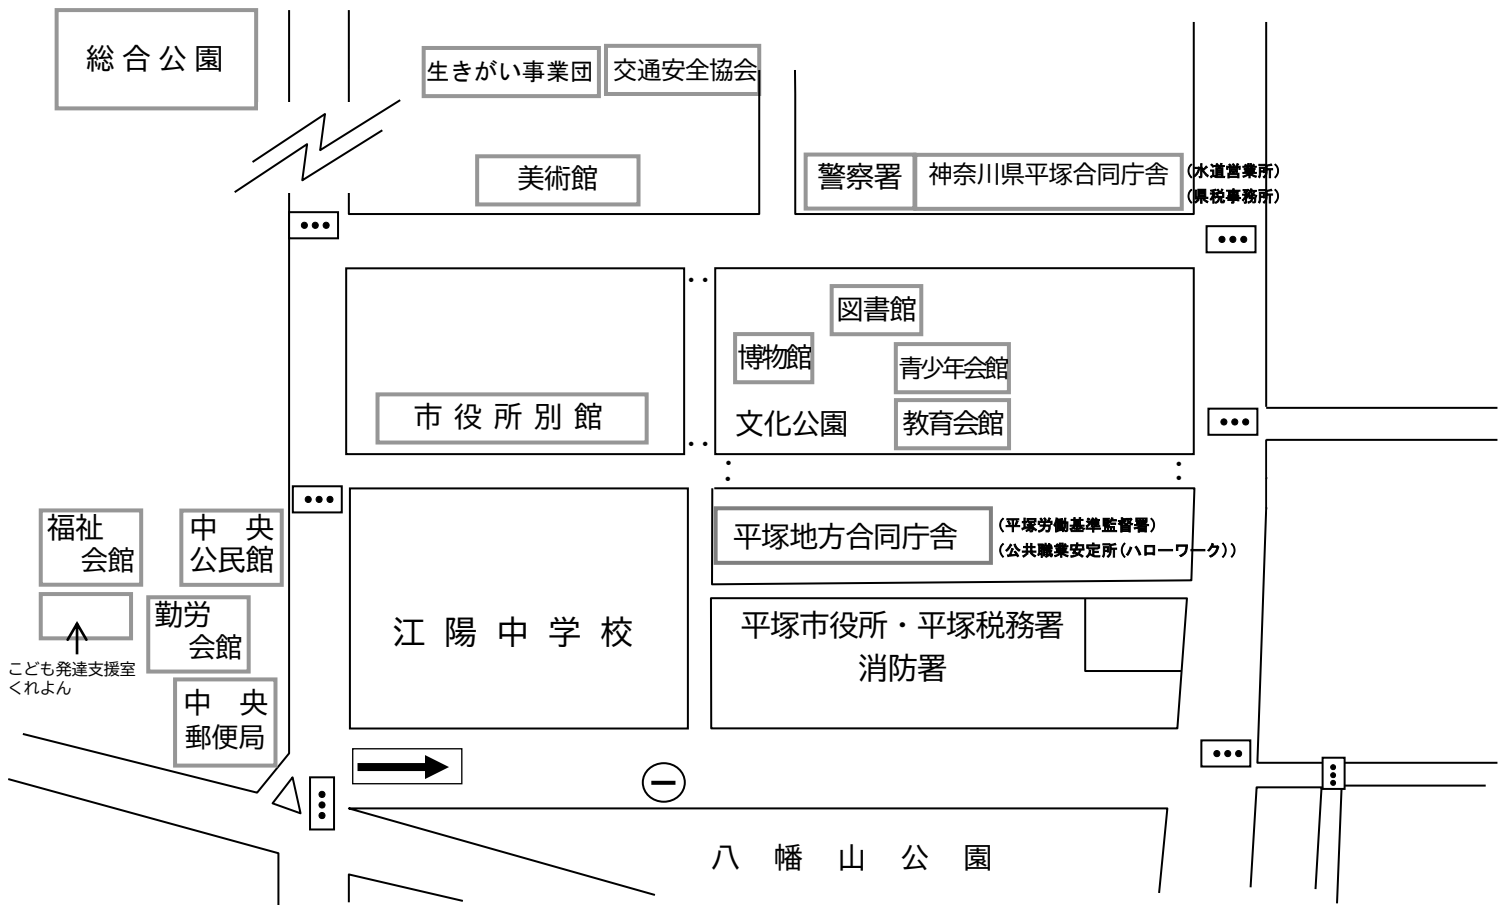 総合公園
生きがい事業団
交通安全協会
美術館
警察署
神奈川県平塚合同庁舎
(水道営業所)
(県税事務所)
図書館
博物館
青少年会館
市役所別館
文化公園
教育会館
福祉
会館
中　央
公民館
平塚地方合同庁舎
(平塚労働基準監督署)
(公共職業安定所(ハローワーク))
勤労
会館
江陽中学校
平塚市役所・平塚税務署
消防署
こども発達支援室
くれよん
中　央
郵便局
八幡山公園